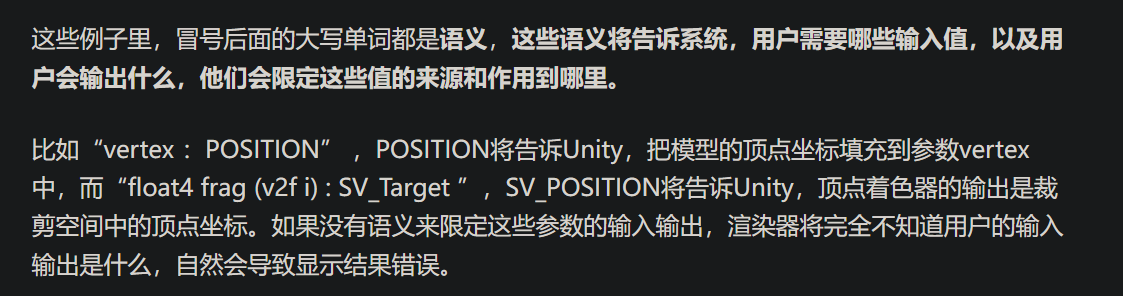 这些例子里，冒号后面的大写单词都是语义，这些语义将告诉系统，用户需要哪些输入值，以及用
户会输出什么，他们会限定这些值的来源和作用到哪里。
比如“vertex ：POSITION” ，POSITION将告诉Unity，把模型的顶点坐标填充到参数vertex
中，而“float4 frag (v2f i) : SV_Target ”，SV_POSITION将告诉Unity，顶点着色器的输出是裁
剪空间中的顶点坐标。如果没有语义来限定这些参数的输入输出，渲染器将完全不知道用户的输入
输出是什么，自然会导致显示结果错误。